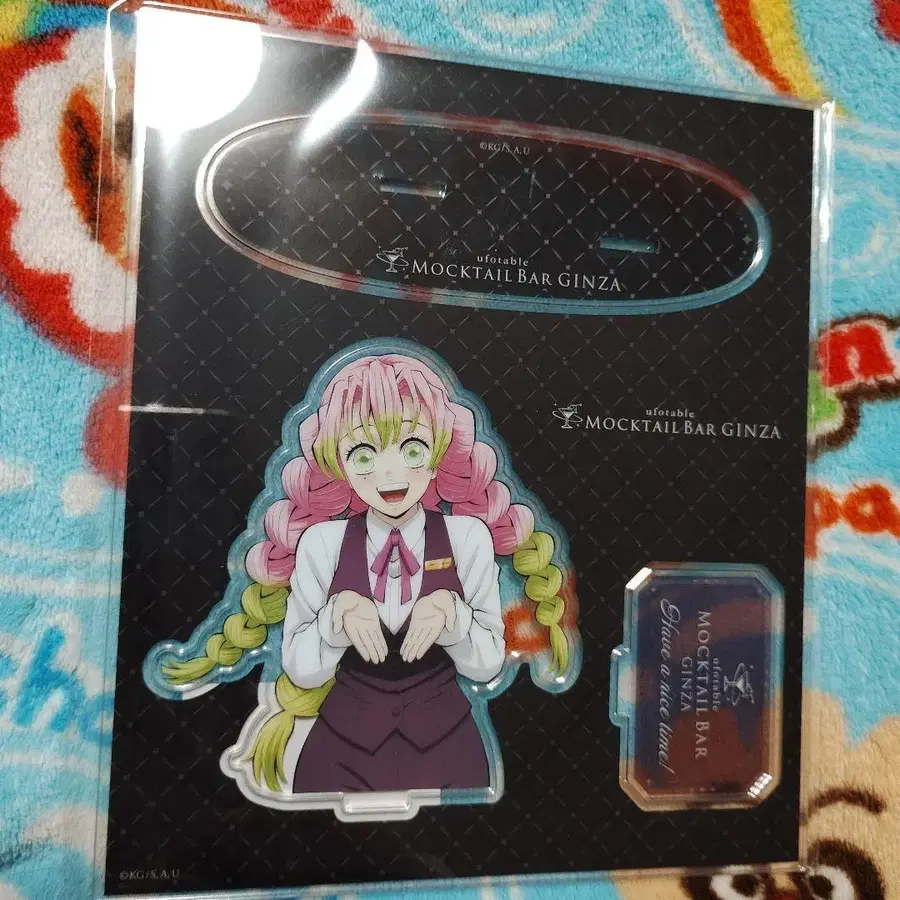 ©KG/S,A,U
ufotable
MOCKTAIL BAR GINZA
ufotable
MOCKTAIL BAR GINZA
ufotable
MOCKTAIL BAR
GINZA
Have a nice time!
©KG/S,A,U